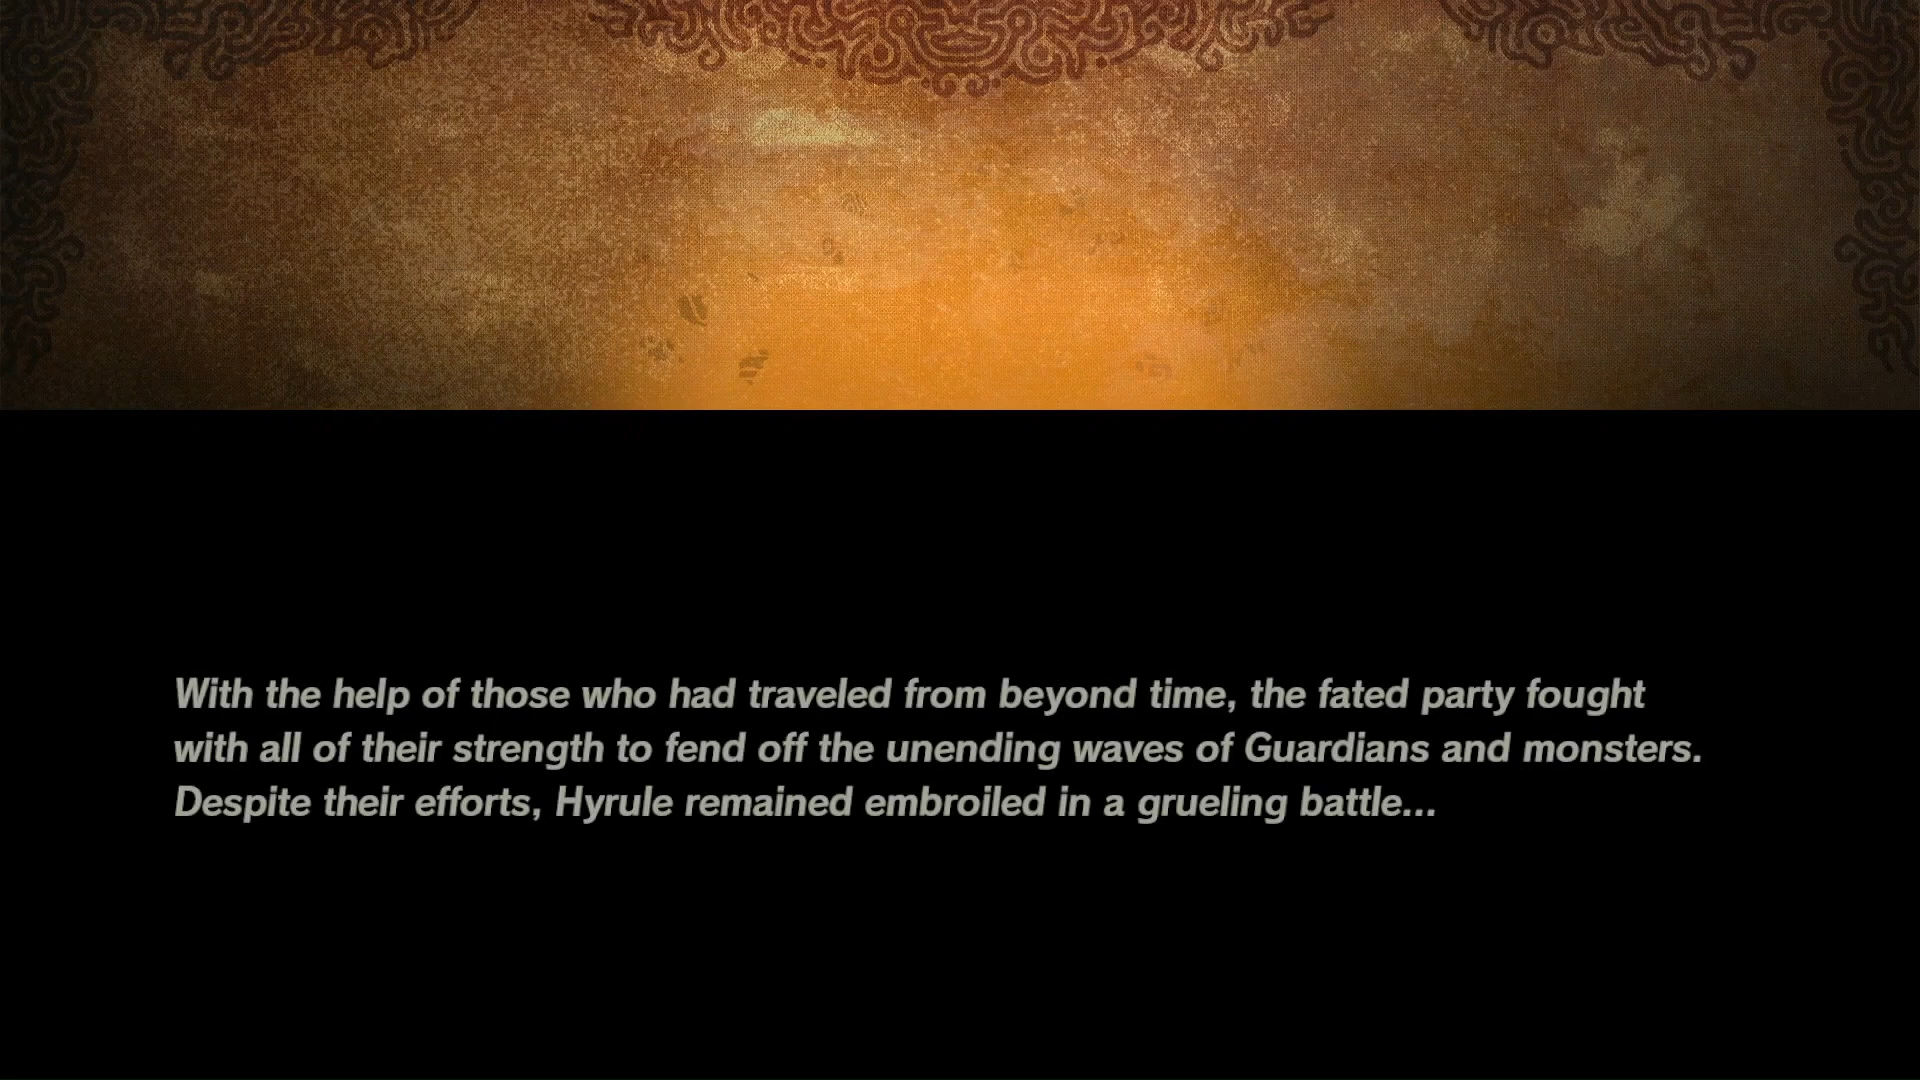 With the help of those who had traveled from beyond time, the fated party fought
with all of their strength to fend off the unending waves of Guardians and monsters.
Despite their efforts, Hyrule remained embroiled in a grueling battle...